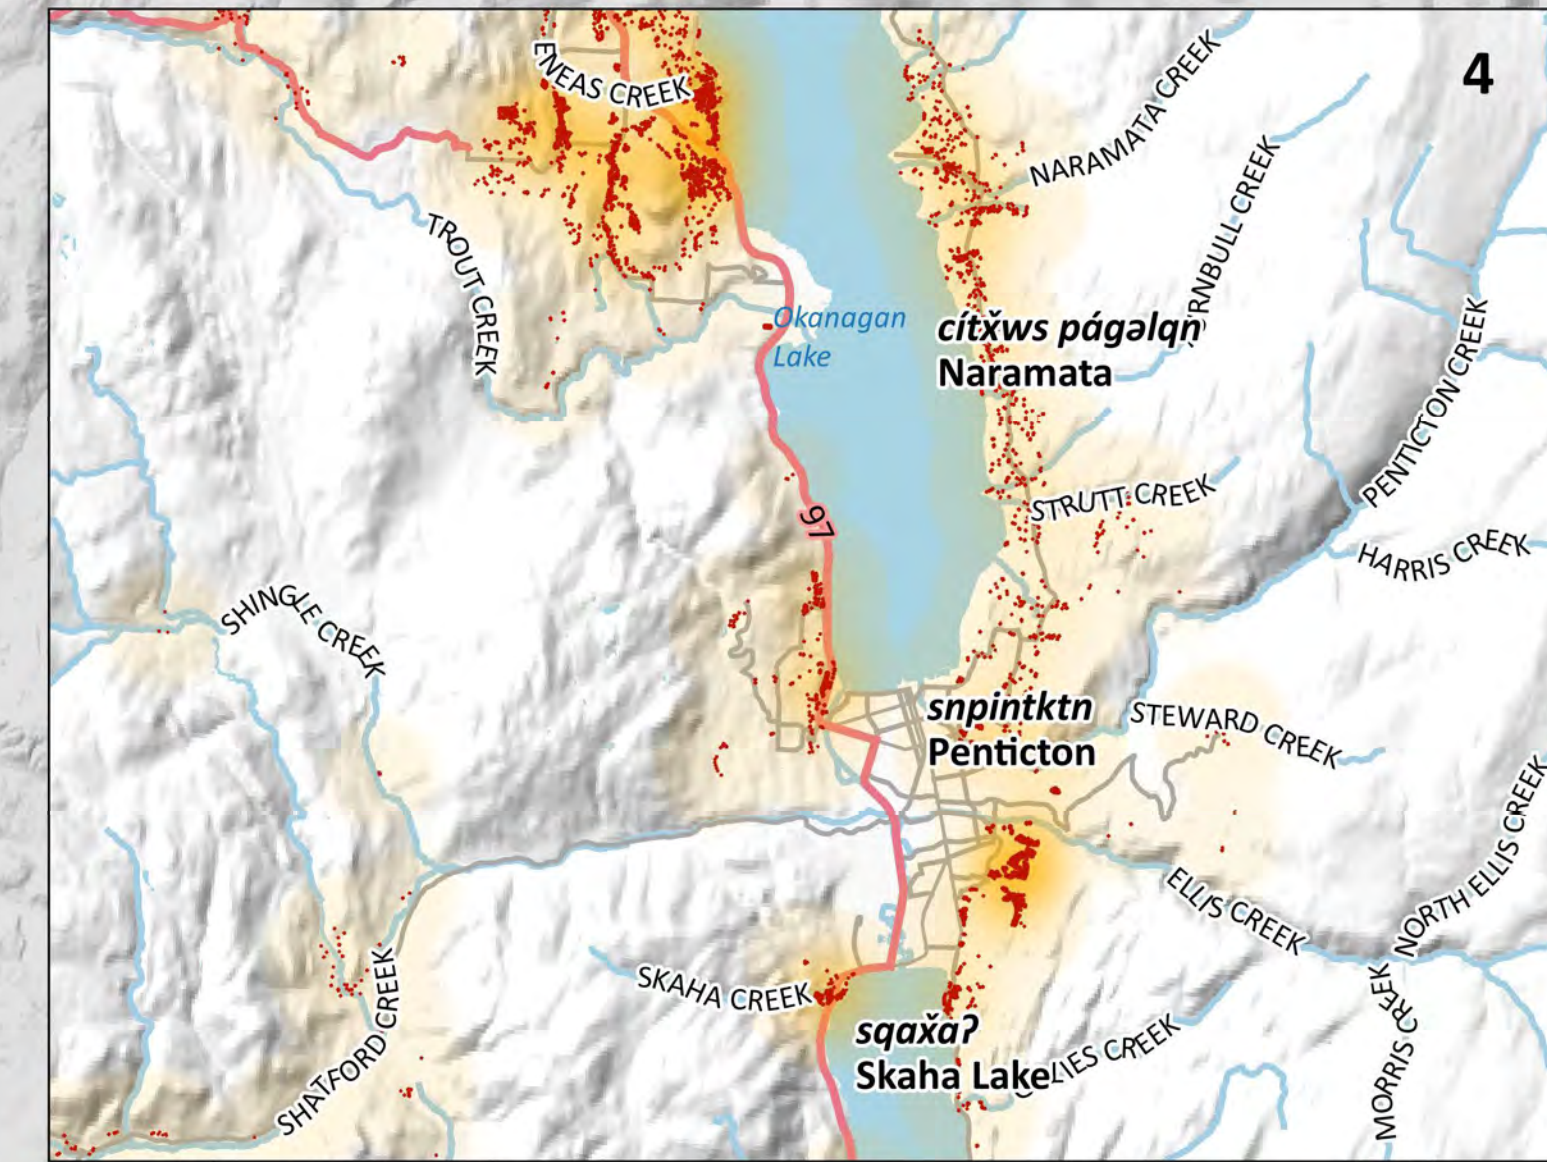 4
ENEAS CREEK
NARAMATA CREEK
TROUT CREEK
Okanagan
Lake
cítx̌ws págəlqn
Naramata
PENTICTON CREEK
97
STRUTT CREEK
HARRIS CREEK
SHINGLE CREEK
snpintktn
Penticton
STEWARD CREEK
ELLIS CREEK
NORTH ELLIS CREEK
SKAHA CREEK
SHATFORD CREEK
sqax̌aʔ
Skaha Lake
CREEK
MORRIS CREEK